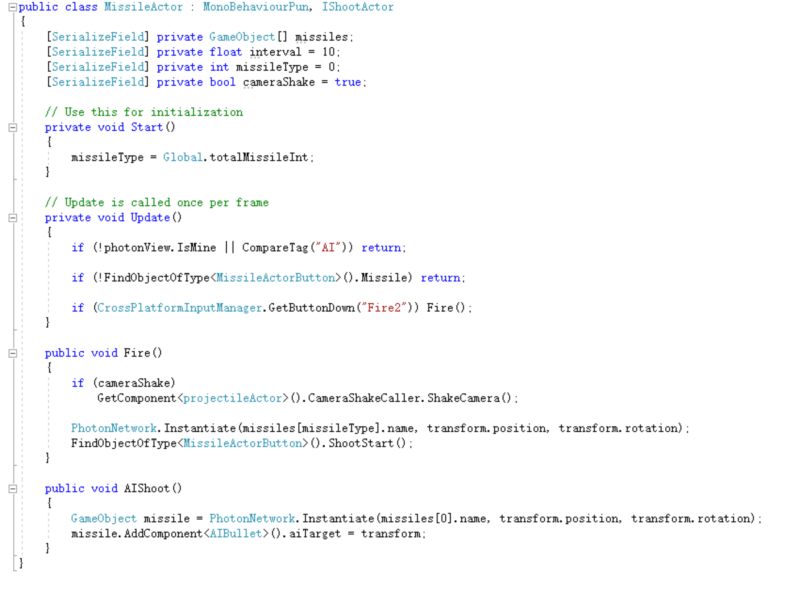 public class MissileActor : MonoBehaviourPun, IShootActor
{
[SerializeField] private GameObject[] missiles;
[SerializeField] private float interval = 10;
[SerializeField] private int missileType = 0;
[SerializeField] private bool cameraShake = true;
// Use this for initialization
private void Start()
{
missileType = Global.totalMissileInt;
}
// Update is called once per frame
private void Update()
{
if (!photonView.IsMine || CompareTag("AI")) return;
if (!FindObjectOfType<MissileActorButton>().Missile) return;
if (CrossPlatformInputManager.GetButtonDown("Fire2")) Fire();
}
public void Fire()
{
if (cameraShake)
GetComponent<projectileActor>().CameraShakeCaller.ShakeCamera();
PhotonNetwork.Instantiate(missiles[missileType].name, transform.position, transform.rotation);
FindObjectOfType<MissileActorButton>().ShootStart();
}
public void AIShoot()
{
GameObject missile = PhotonNetwork.Instantiate(missiles[0].name, transform.position, transform.rotation);
missile.AddComponent<AIBullet>().aiTarget = transform;
}
}